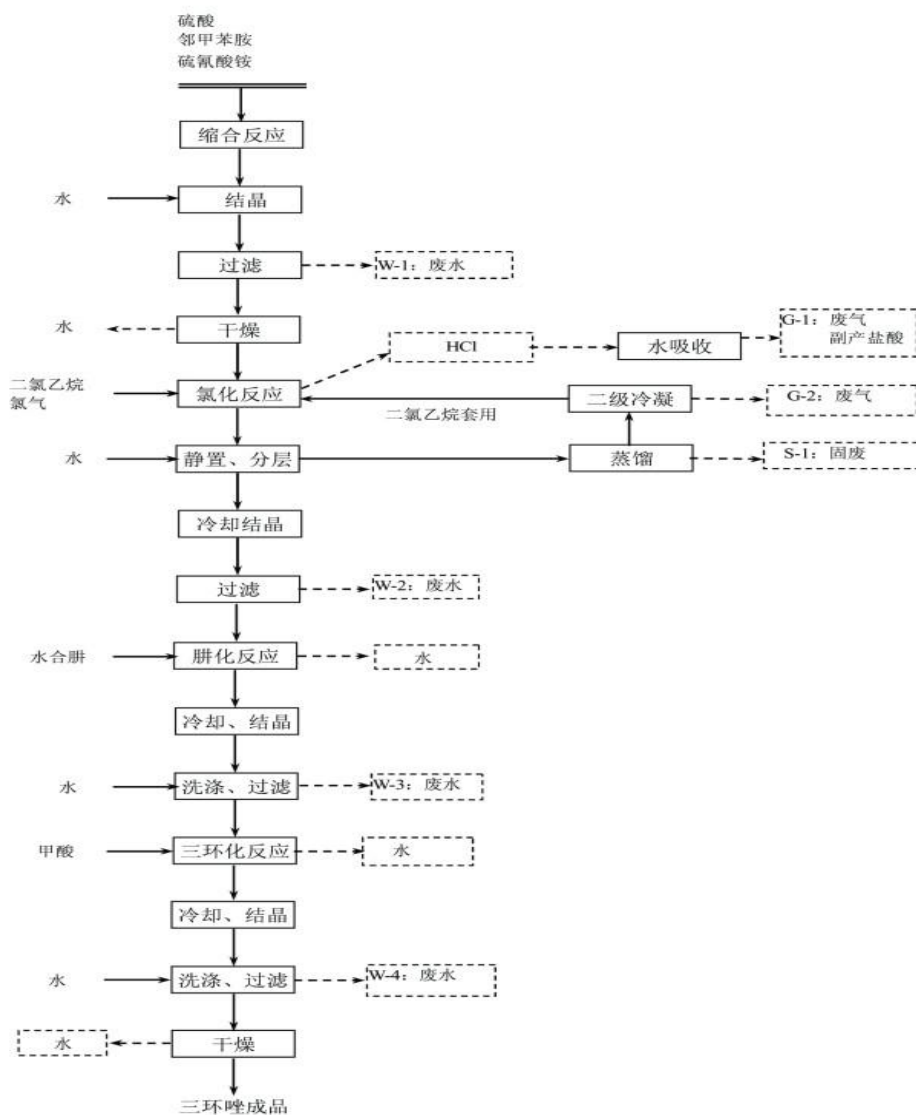 硫酸
邻甲苯胺
硫氰酸铵
缩合反应
水
结晶
过滤
W-1：废水
水
干燥
HCl
水吸收
G-1：废气
副产盐酸
二氯乙烷
氯气
氯化反应
二氯乙烷套用
二级冷凝
G-2：废气
水
静置、分层
蒸馏
S-1：固废
冷却结晶
过滤
W-2：废水
水合肼
肼化反应
水
冷却、结晶
水
洗涤、过滤
W-3：废水
甲酸
三环化反应
水
冷却、结晶
水
洗涤、过滤
W-4：废水
水
干燥
三环唑成品